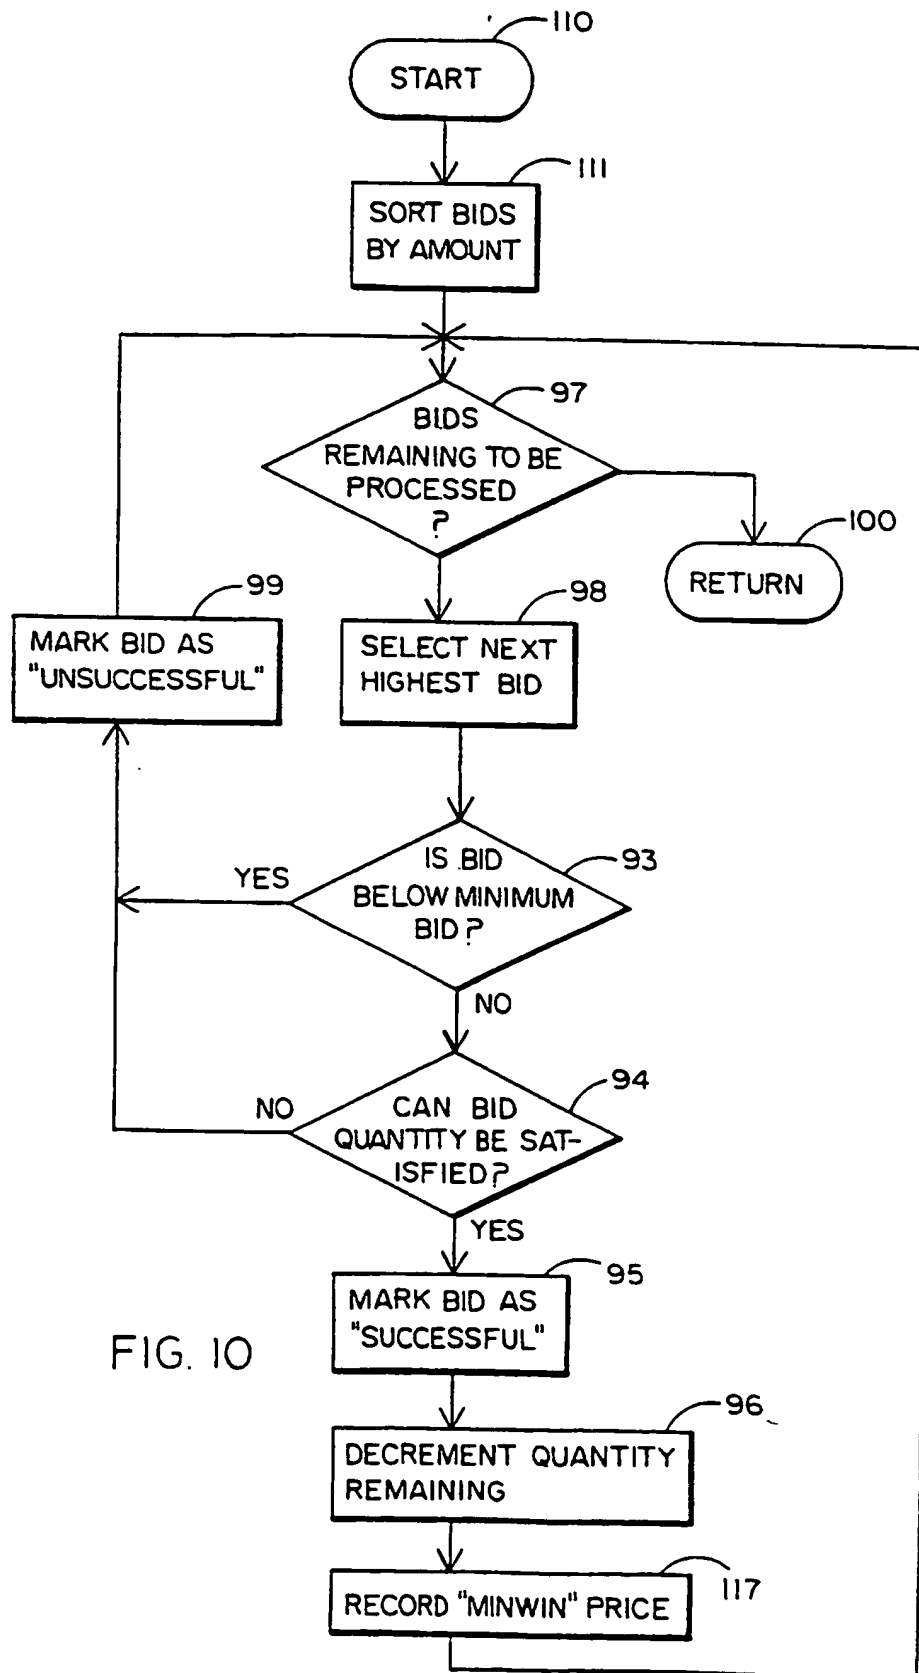 110
START
111
SORT BIDS
BY AMOUNT
97
BIDS
REMAINING TO BE
PROCESSED
?
100
RETURN
99
MARK BID AS
"UNSUCCESSFUL"
98
SELECT NEXT
HIGHEST BID
93
IS BID
BELOW MINIMUM
BID?
YES
NO
94
CAN BID
QUANTITY BE SAT-
ISFIED?
NO
YES
95
MARK BID AS
"SUCCESSFUL"
FIG. 10
96
DECREMENT QUANTITY
REMAINING
117
RECORD "MINWIN" PRICE